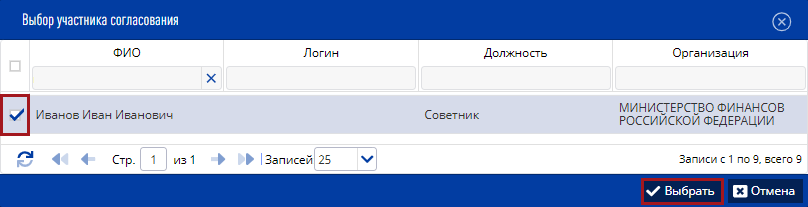 Выбор участника согласования
ФИО Логин Должность Организация
Иванов Иван Иванович Советник МИНИСТЕРСТВО ФИНАНСОВ
РОССИЙСКОЙ ФЕДЕРАЦИИ
Стр. 1 из 1 Записей 25 Записи с 1 по 9, всего 9
Выбрать Отмена